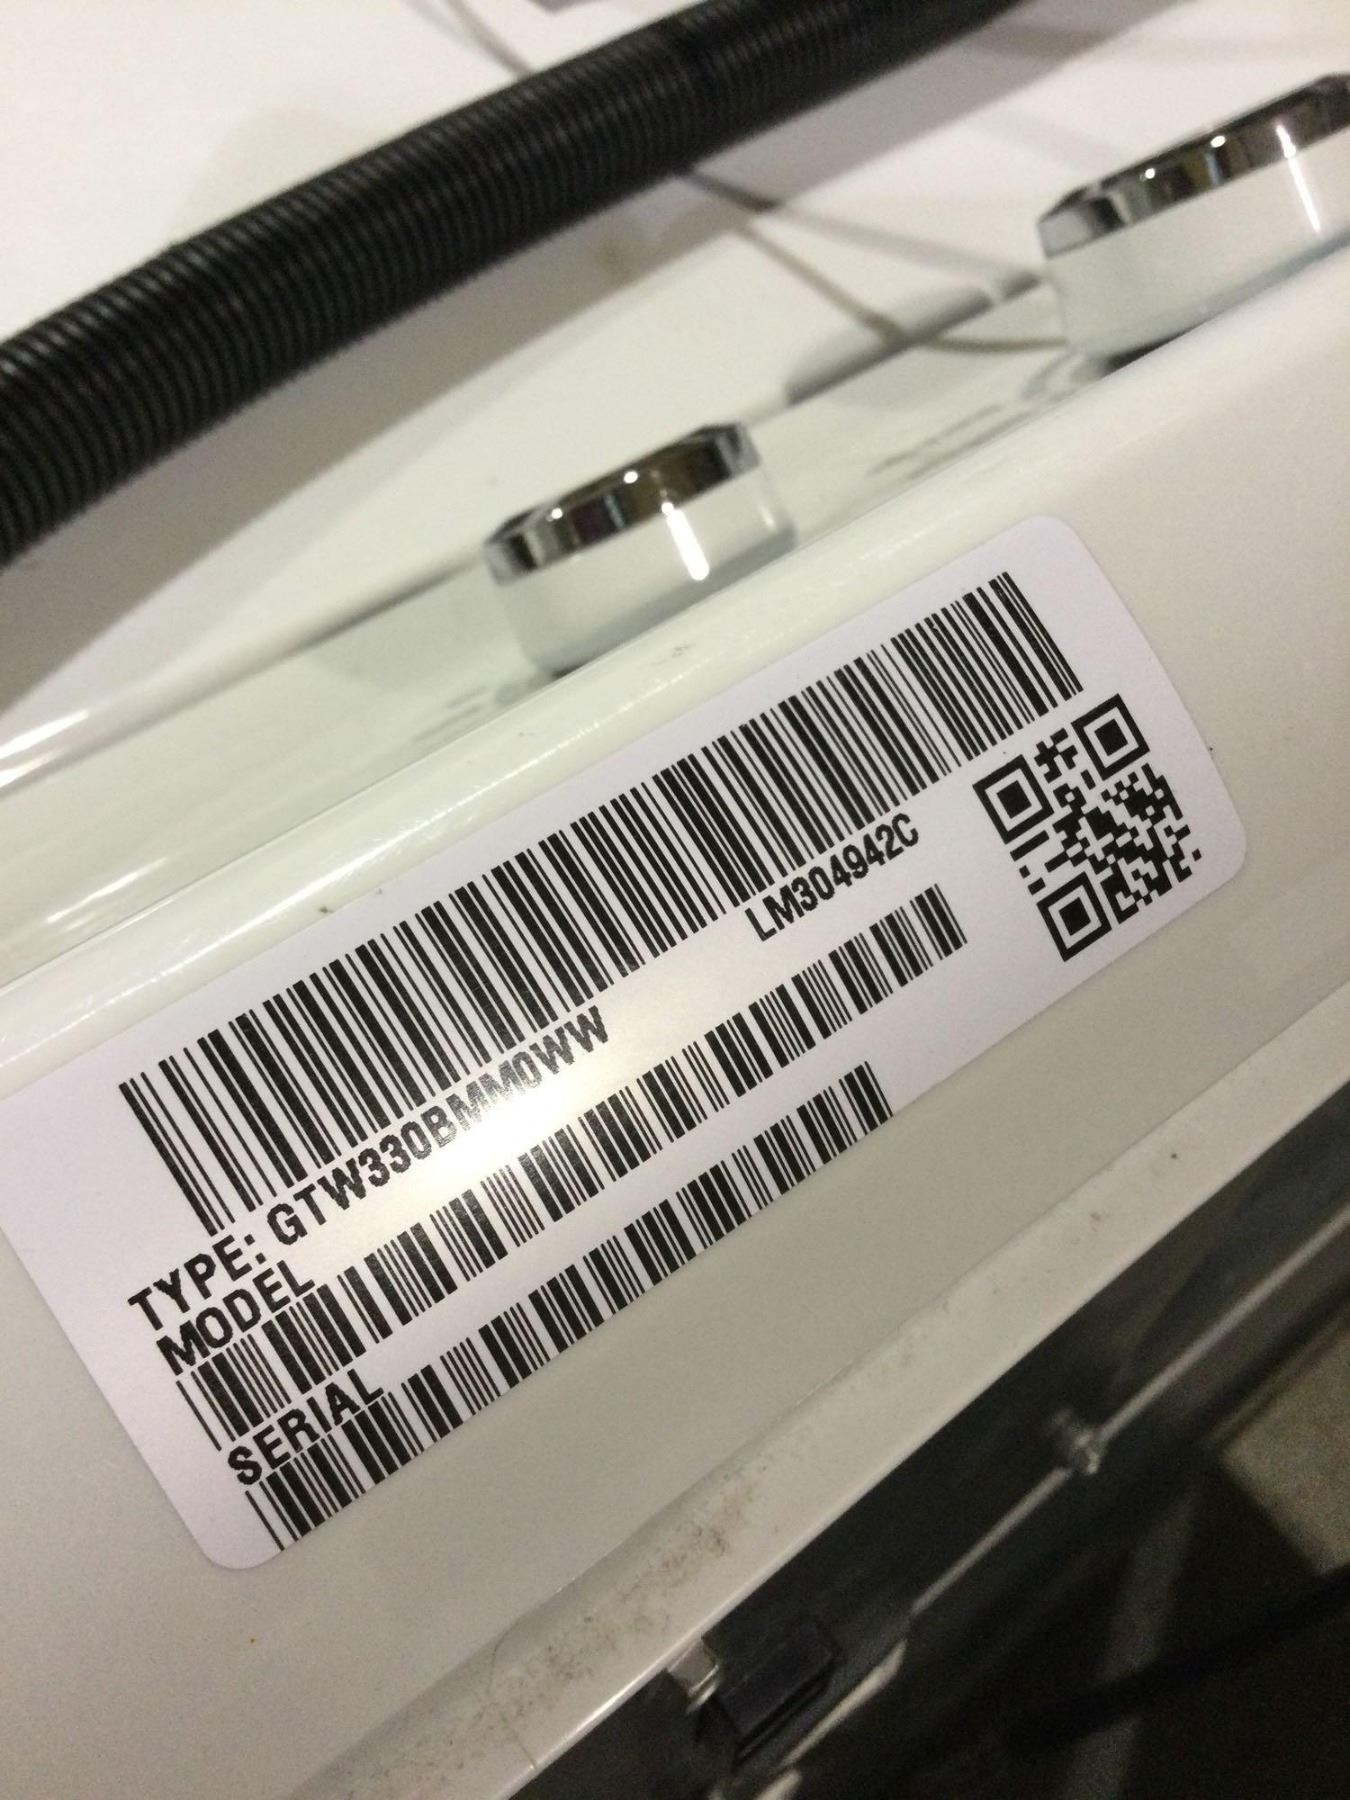 LM304942C
TYPE: GTW330BMM0WW
MODEL
SERIAL